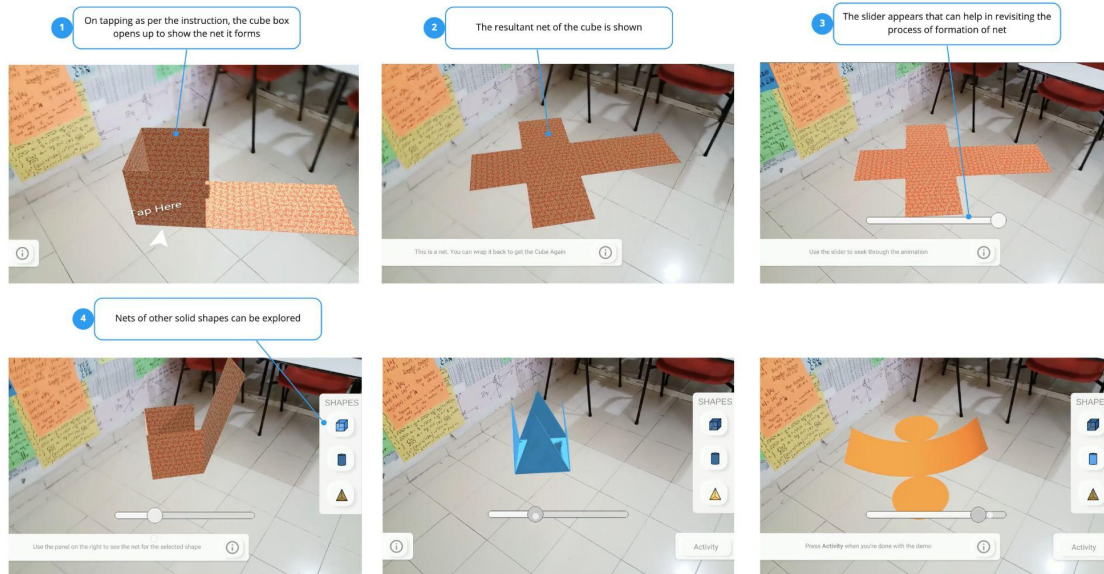 1
On tapping as per the instruction, the cube box
opens up to show the net it forms
2
The resultant net of the cube is shown
3
The slider appears that can help in revisiting the
process of formation of net
Tap Here
This is a net. You can wrap it back to get the Cube Again
Use the slider to seek through the animation
4
Nets of other solid shapes can be explored
SHAPES
Use the panel on the right to see the net for the selected shape
SHAPES
Activity
SHAPES
Press Activity when you're done with the demo
Activity